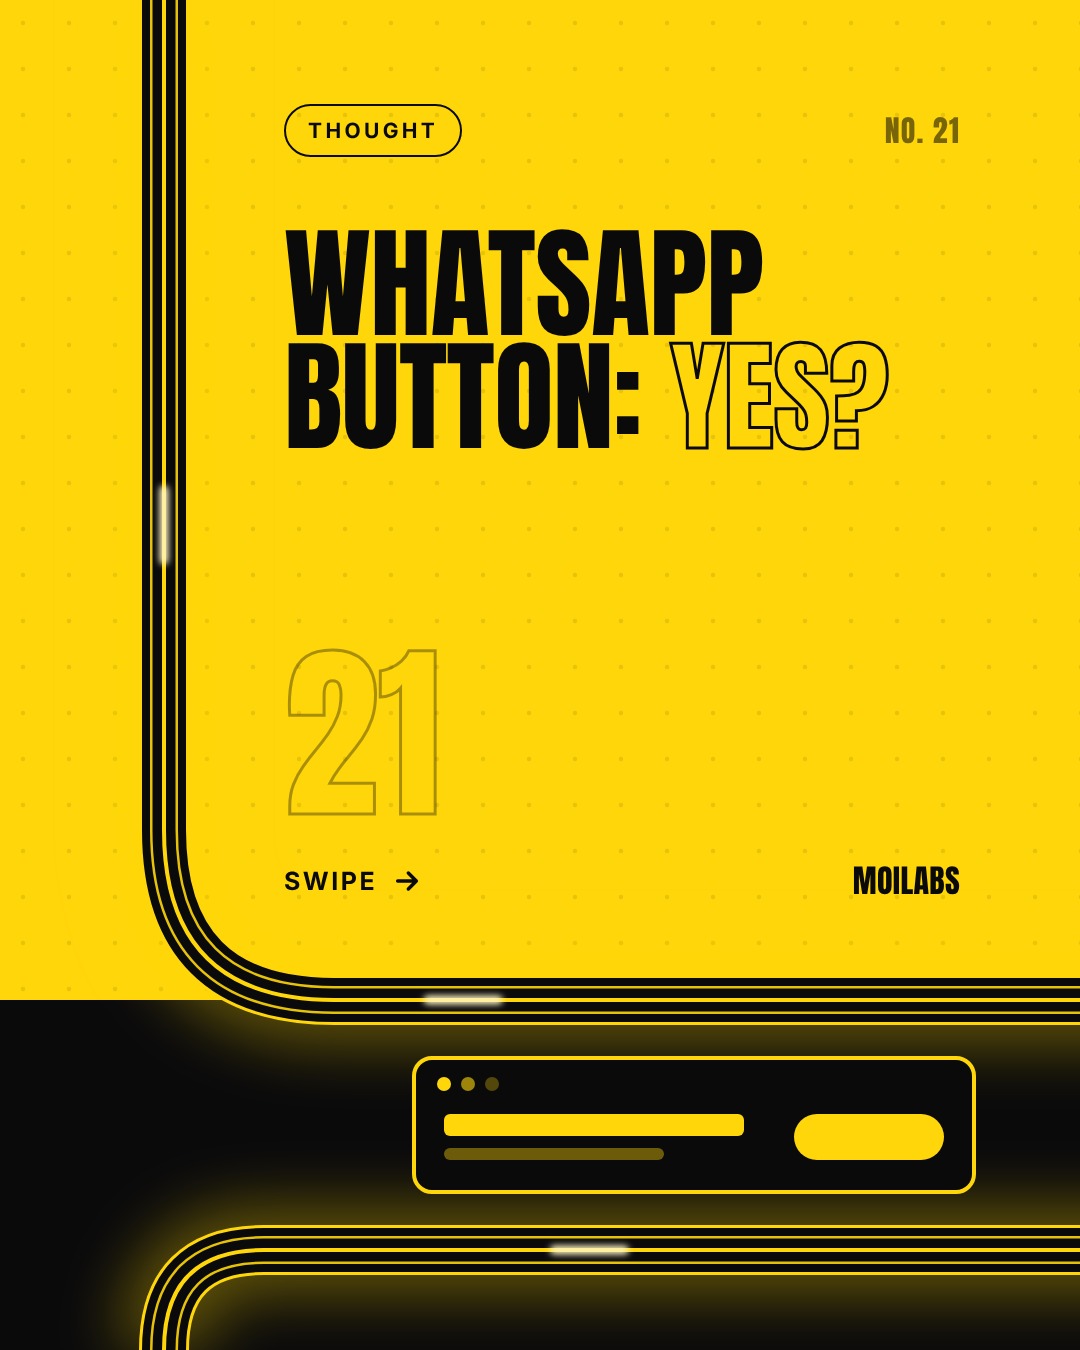 THOUGHT
NO. 21
WHATSAPP
BUTTON: YES?
21
SWIPE →
MOILABS